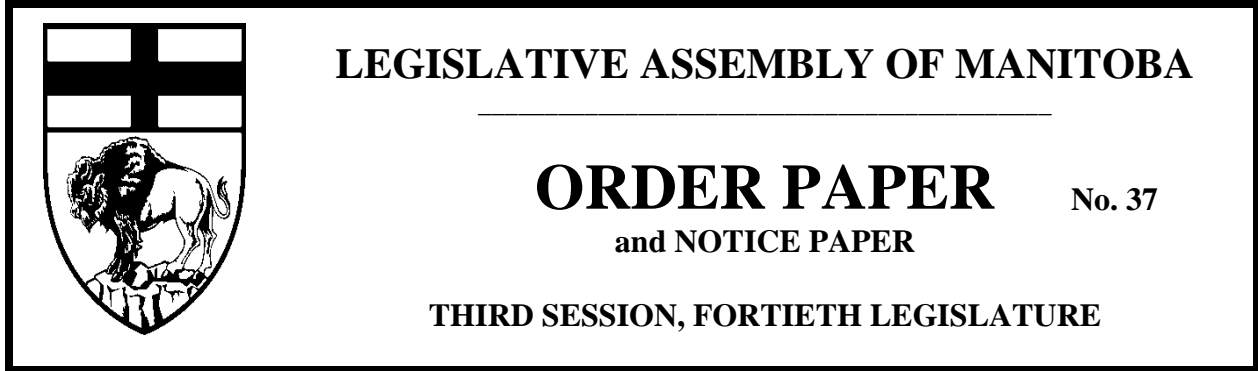 LEGISLATIVE ASSEMBLY OF MANITOBA
ORDER PAPER No. 37
and NOTICE PAPER
THIRD SESSION, FORTIETH LEGISLATURE